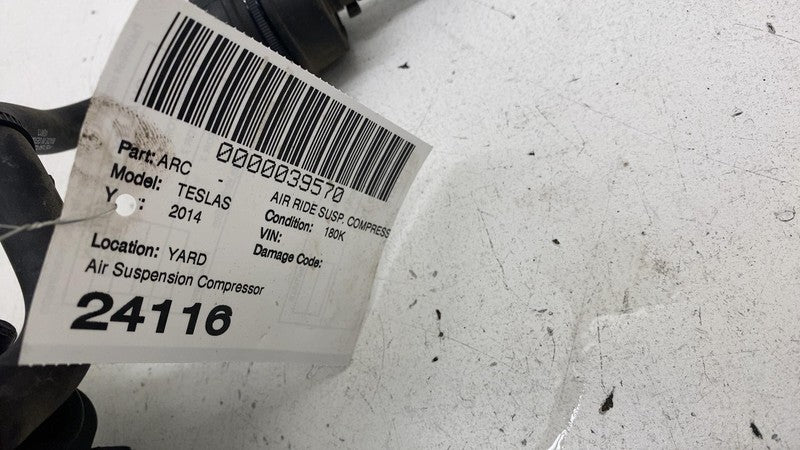 0000039570
Part: ARC - AIR RIDE SUSP. COMPRESS
Model: TESLAS Condition: 180K
2014 VIN:
Damage Code:
Location: YARD
Air Suspension Compressor
24116